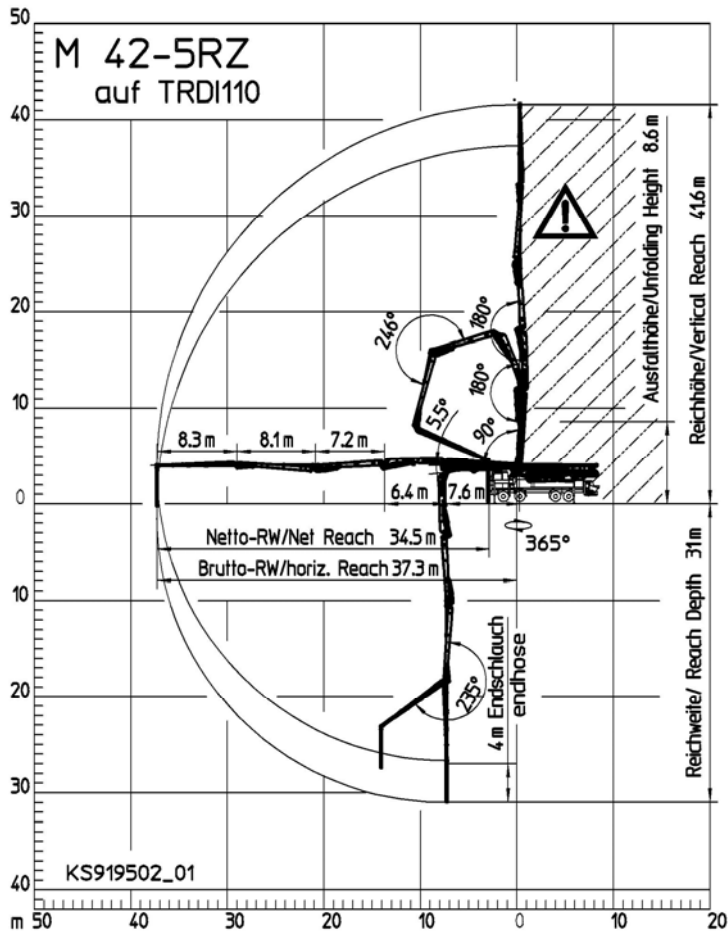 50
M 42-5RZ
auf TRDI110
40
30
20
10
0
10
20
30
40
m 50 40 30 20 10 0 10 20
Ausfalthöhe/Unfolding Height 8.6 m
Reichhöhe/Vertical Reach 41.6 m
180°
246°
180°
5.5°
90°
8.3 m 8.1 m 7.2 m
6.4 m 7.6 m
Netto-RW/Net Reach 34.5 m
365°
Brutto-RW/horiz. Reach 37.3 m
235°
4 m Endschlauch
endhose
Reichweite/ Reach Depth 31 m
KS919502_01
!